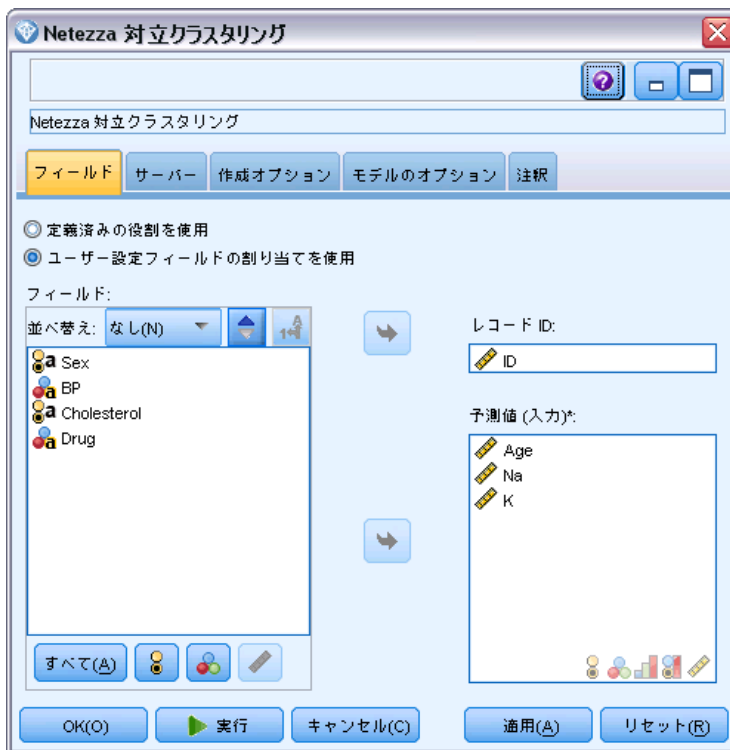 Netezza 対立クラスタリング
Netezza 対立クラスタリング
フィールド サーバー 作成オプション モデルのオプション 注釈
定義済みの役割を使用
ユーザー設定フィールドの割り当てを使用
フィールド:
並べ替え: なし(N)
Sex
BP
Cholesterol
Drug
すべて(A)
レコード ID:
ID
予測値 (入力)*:
Age
Na
K
OK(O) 実行 キャンセル(C) 適用(A) リセット(R)